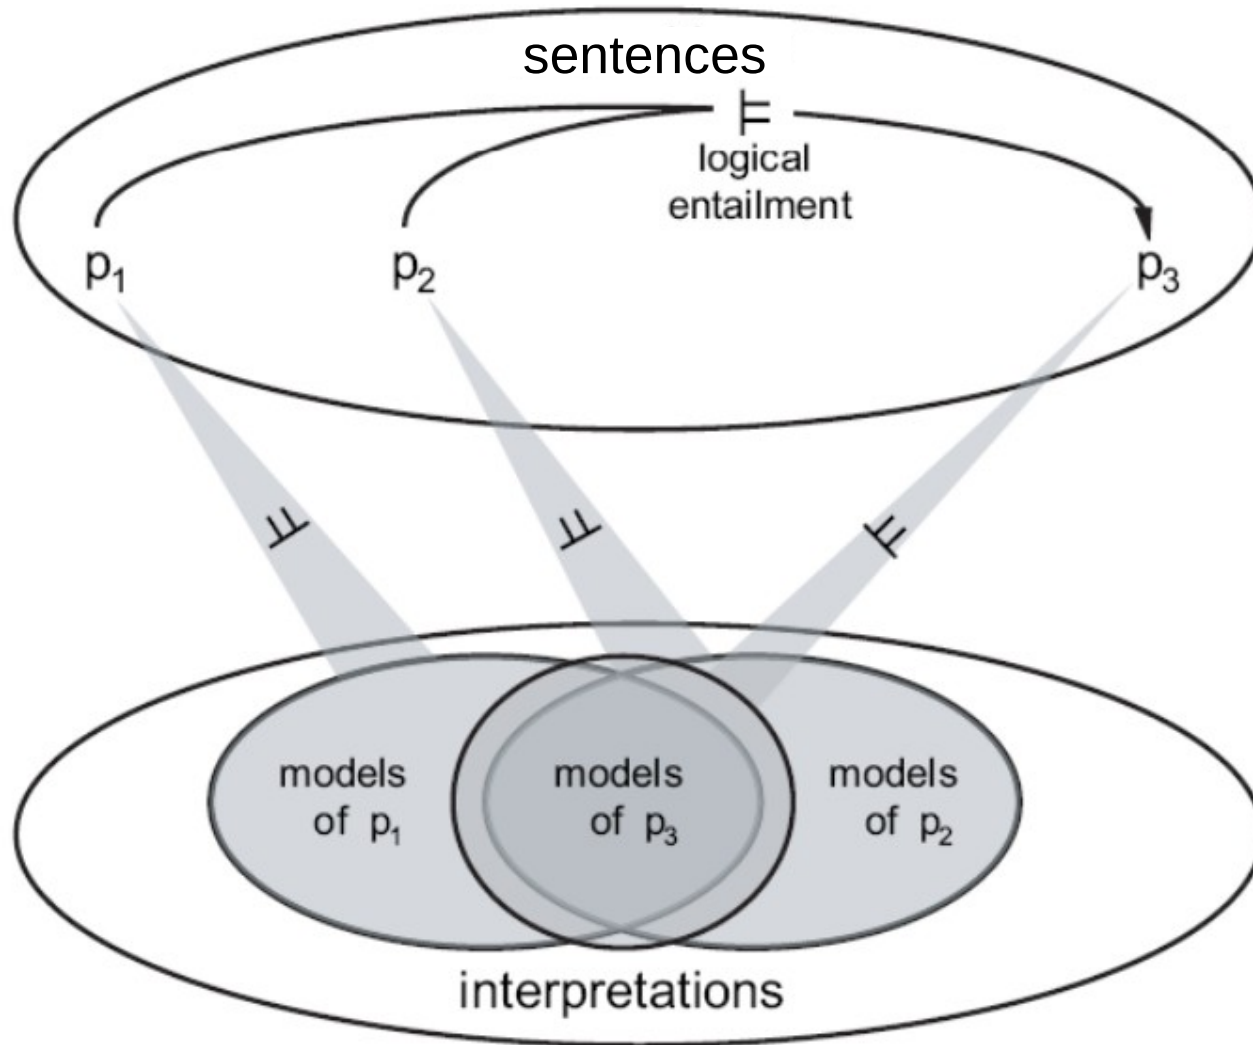 sentences
⊨
logical
entailment
p₁ p₂ p₃
⊨ ⊨ ⊨
models models models
of p₁ of p₃ of p₂
interpretations